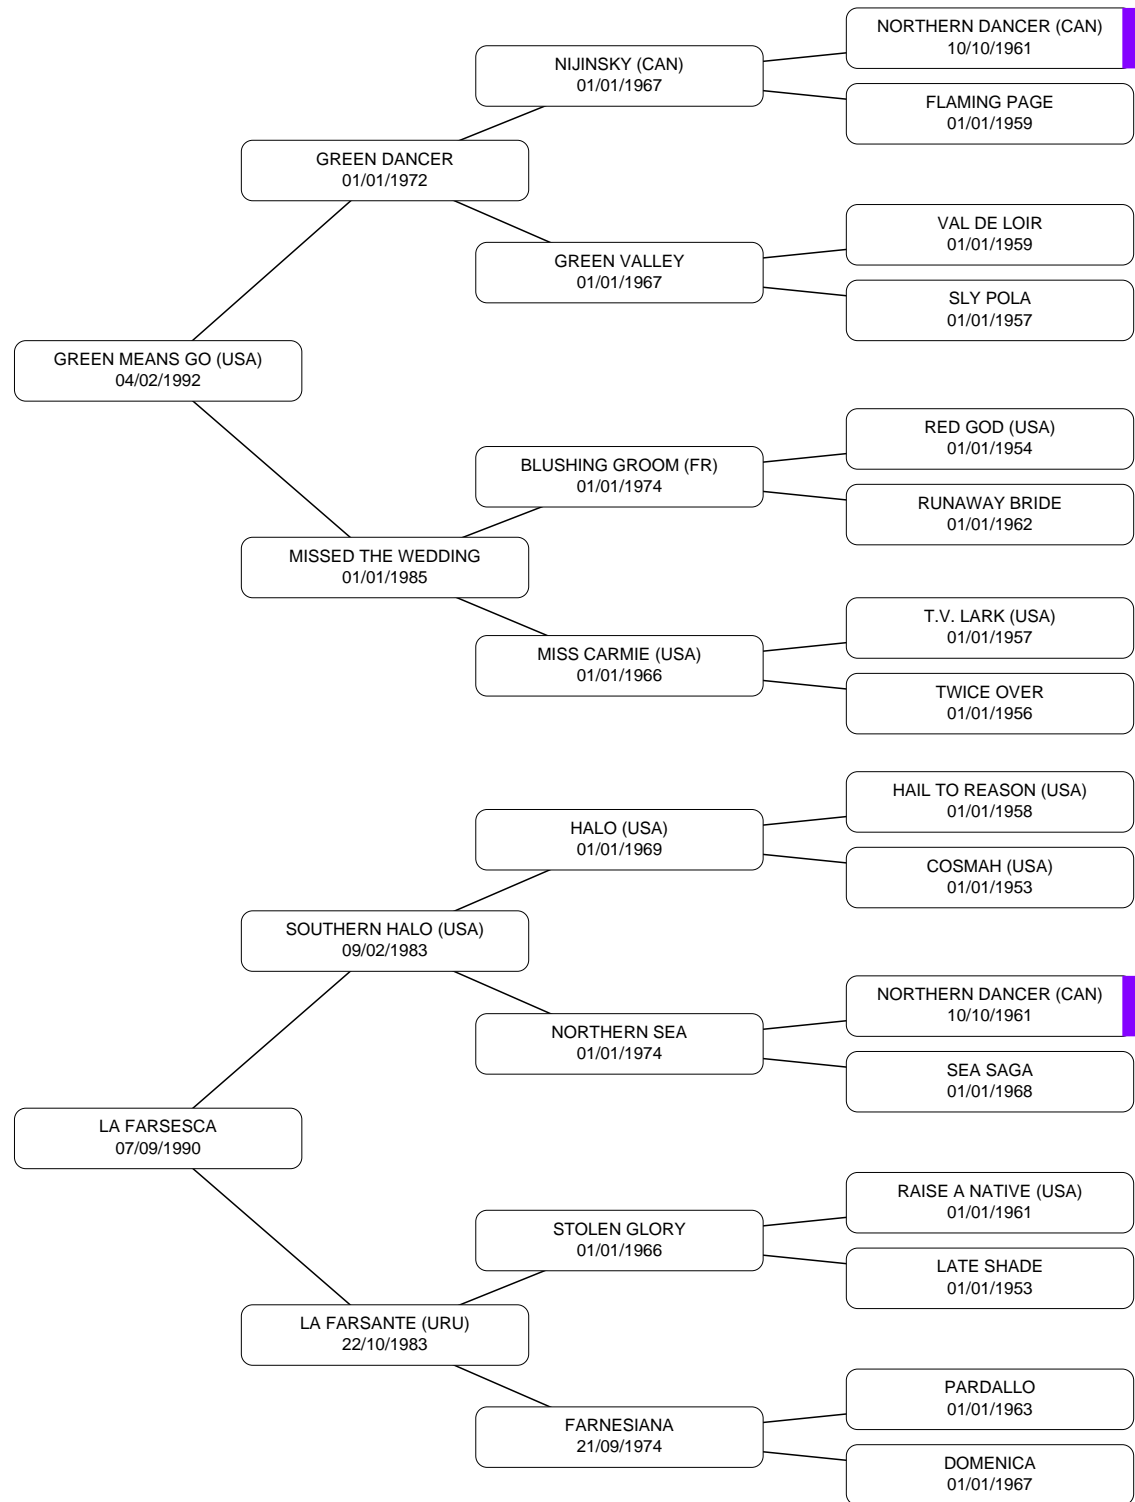 NORTHERN DANCER (CAN)
10/10/1961
NIJINSKY (CAN)
01/01/1967
FLAMING PAGE
01/01/1959
GREEN DANCER
01/01/1972
VAL DE LOIR
01/01/1959
GREEN VALLEY
01/01/1967
SLY POLA
01/01/1957
GREEN MEANS GO (USA)
04/02/1992
RED GOD (USA)
01/01/1954
BLUSHING GROOM (FR)
01/01/1974
RUNAWAY BRIDE
01/01/1962
MISSED THE WEDDING
01/01/1985
T.V. LARK (USA)
01/01/1957
MISS CARMIE (USA)
01/01/1966
TWICE OVER
01/01/1956
HAIL TO REASON (USA)
01/01/1958
HALO (USA)
01/01/1969
COSMAH (USA)
01/01/1953
SOUTHERN HALO (USA)
09/02/1983
NORTHERN DANCER (CAN)
10/10/1961
NORTHERN SEA
01/01/1974
SEA SAGA
01/01/1968
LA FARSESCA
07/09/1990
RAISE A NATIVE (USA)
01/01/1961
STOLEN GLORY
01/01/1966
LATE SHADE
01/01/1953
LA FARSANTE (URU)
22/10/1983
PARDALLO
01/01/1963
FARNESIANA
21/09/1974
DOMENICA
01/01/1967